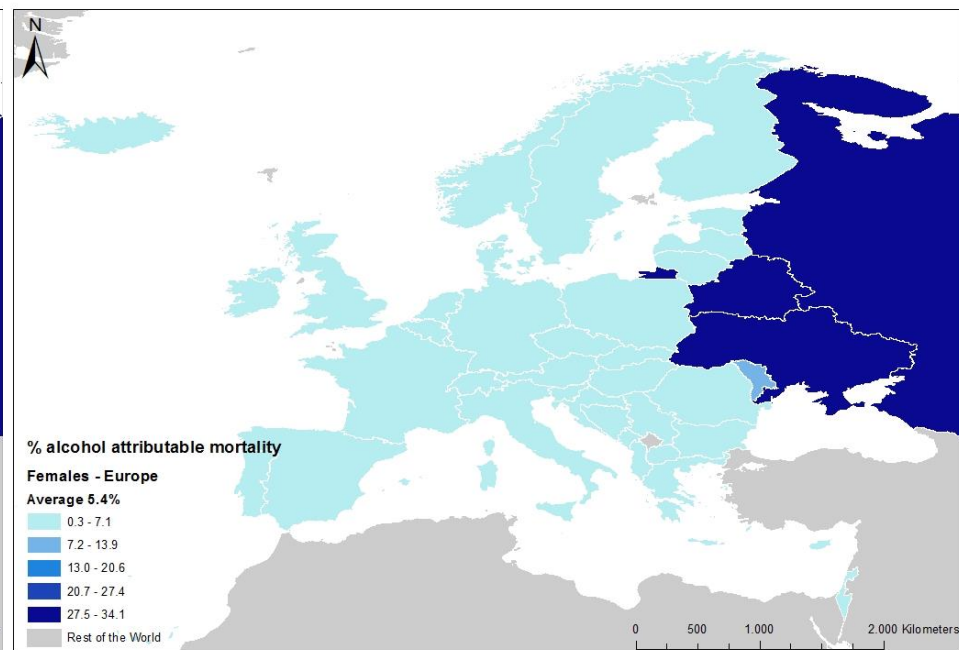 N
% alcohol attributable mortality
Females - Europe
Average 5.4%
0.3 - 7.1
7.2 - 13.9
13.0 - 20.6
20.7 - 27.4
27.5 - 34.1
Rest of the World
0 500 1.000 2.000 Kilometers